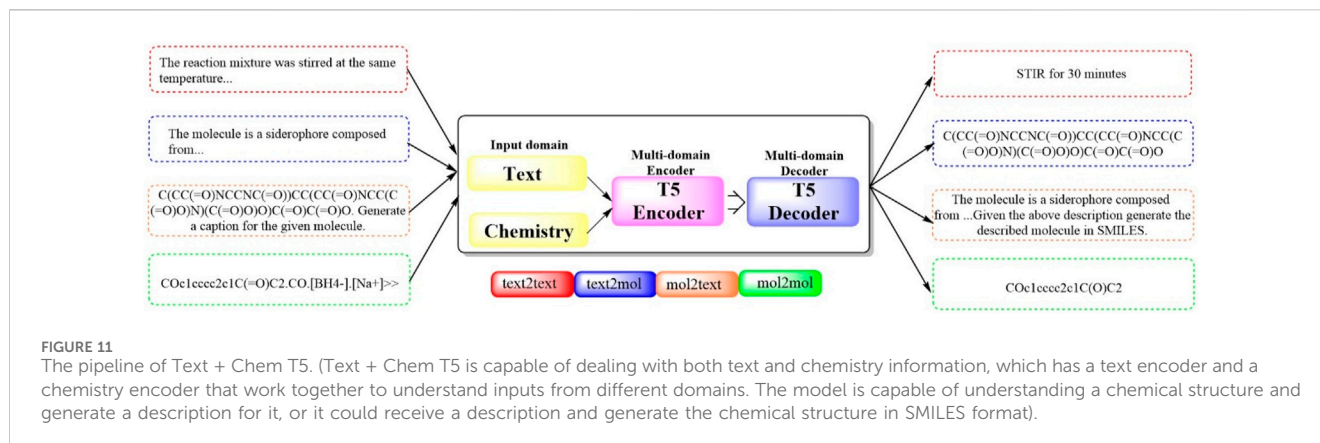 The reaction mixture was stirred at the same
temperature...
The molecule is a siderophore composed
from...
C(CC(=O)NCCNC(=O))CC(CC(=O)NCC(C
(=O)O)N)(C(=O)O)O)C(=O)C(=O)O. Generate
a caption for the given molecule.
COc1cccc2c1C(=O)C2.CO.[BH4-].[Na+]>>
Input domain
Text
Chemistry
Multi-domain
Encoder
T5
Encoder
Multi-domain
Decoder
T5
Decoder
text2text
text2mol
mol2text
mol2mol
STIR for 30 minutes
C(CC(=O)NCCNC(=O))CC(CC(=O)NCC(C
(=O)O)N)(C(=O)O)O)C(=O)C(=O)O
The molecule is a siderophore composed
from ...Given the above description generate the
described molecule in SMILES.
COc1cccc2c1C(O)C2
FIGURE 11
The pipeline of Text + Chem T5. (Text + Chem T5 is capable of dealing with both text and chemistry information, which has a text encoder and a
chemistry encoder that work together to understand inputs from different domains. The model is capable of understanding a chemical structure and
generate a description for it, or it could receive a description and generate the chemical structure in SMILES format).